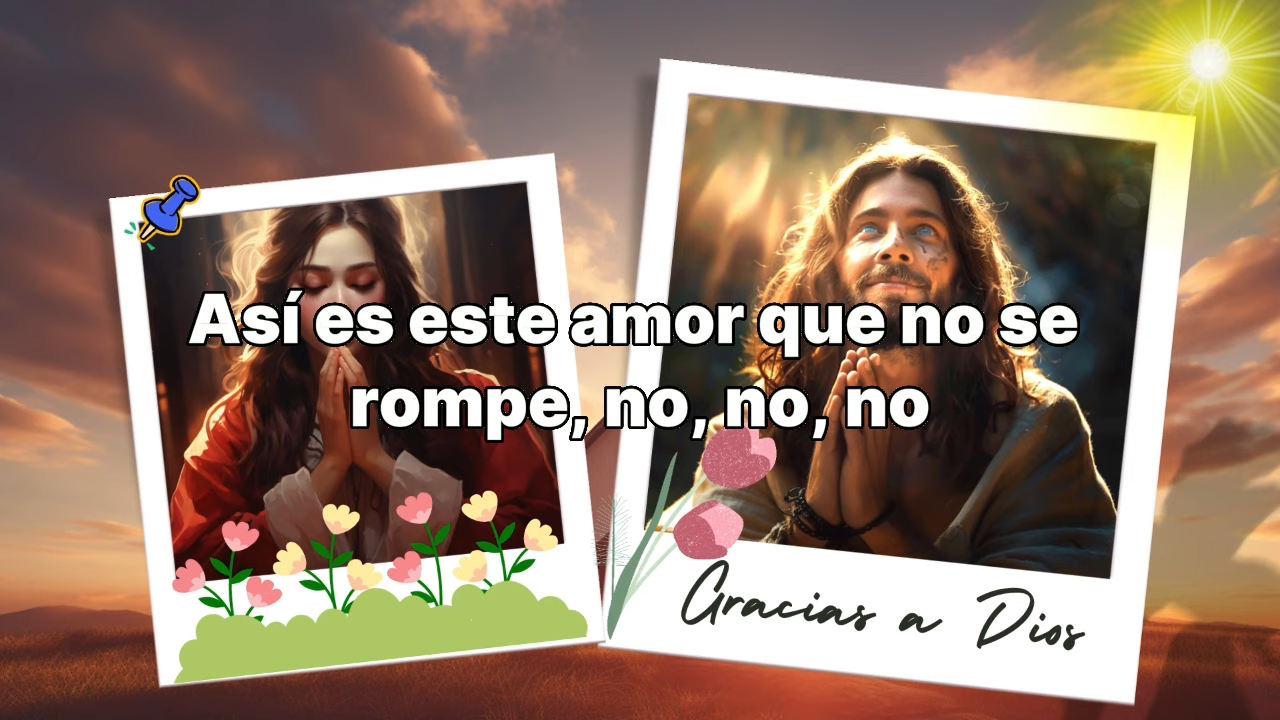 Así es este amor que no se
rompe, no, no, no
Gracias a Dios